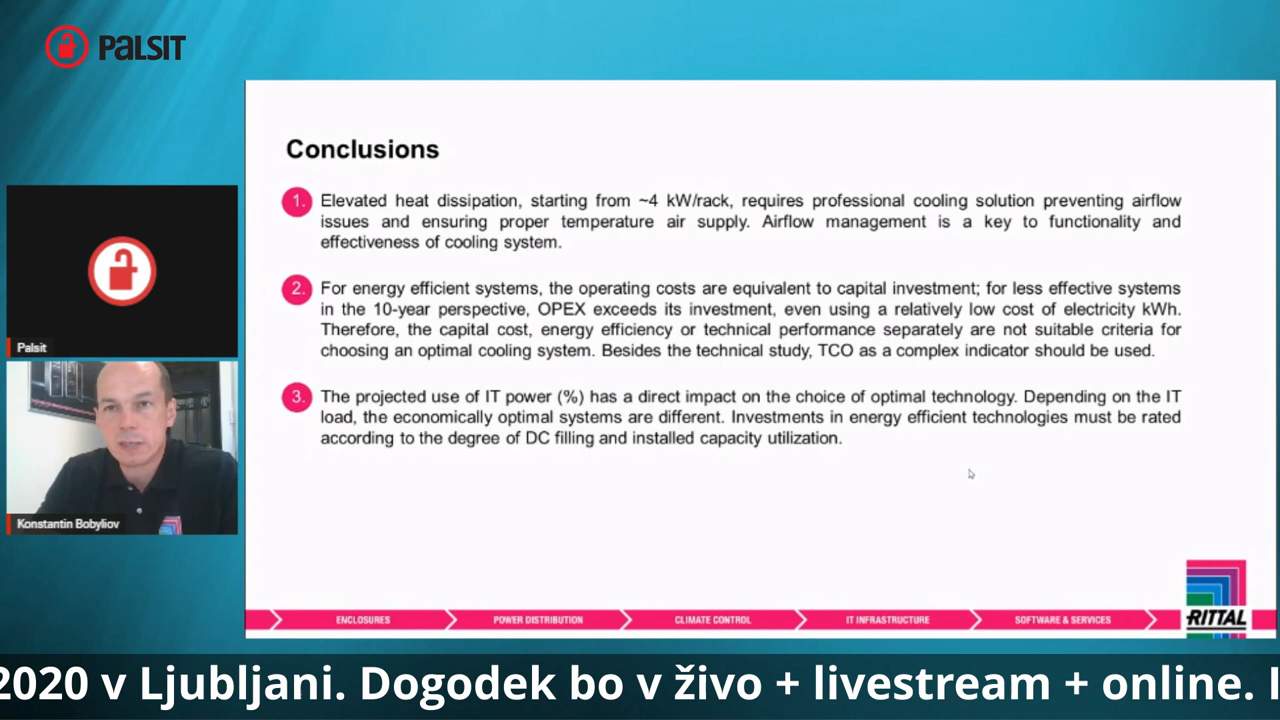 PALSIT
Conclusions
1. Elevated heat dissipation, starting from ~4 kW/rack, requires professional cooling solution preventing airflow
issues and ensuring proper temperature air supply. Airflow management is a key to functionality and
effectiveness of cooling system.
2. For energy efficient systems, the operating costs are equivalent to capital investment; for less effective systems
in the 10-year perspective, OPEX exceeds its investment, even using a relatively low cost of electricity kWh.
Therefore, the capital cost, energy efficiency or technical performance separately are not suitable criteria for
choosing an optimal cooling system. Besides the technical study, TCO as a complex indicator should be used.
3. The projected use of IT power (%) has a direct impact on the choice of optimal technology. Depending on the IT
load, the economically optimal systems are different. Investments in energy efficient technologies must be rated
according to the degree of DC filling and installed capacity utilization.
Palsit
Konstantin Bobyliov
ENCLOSURES
POWER DISTRIBUTION
CLIMATE CONTROL
IT INFRASTRUCTURE
SOFTWARE & SERVICES
RITTAL
2020 v Ljubljani. Dogodek bo v živo + livestream + online.